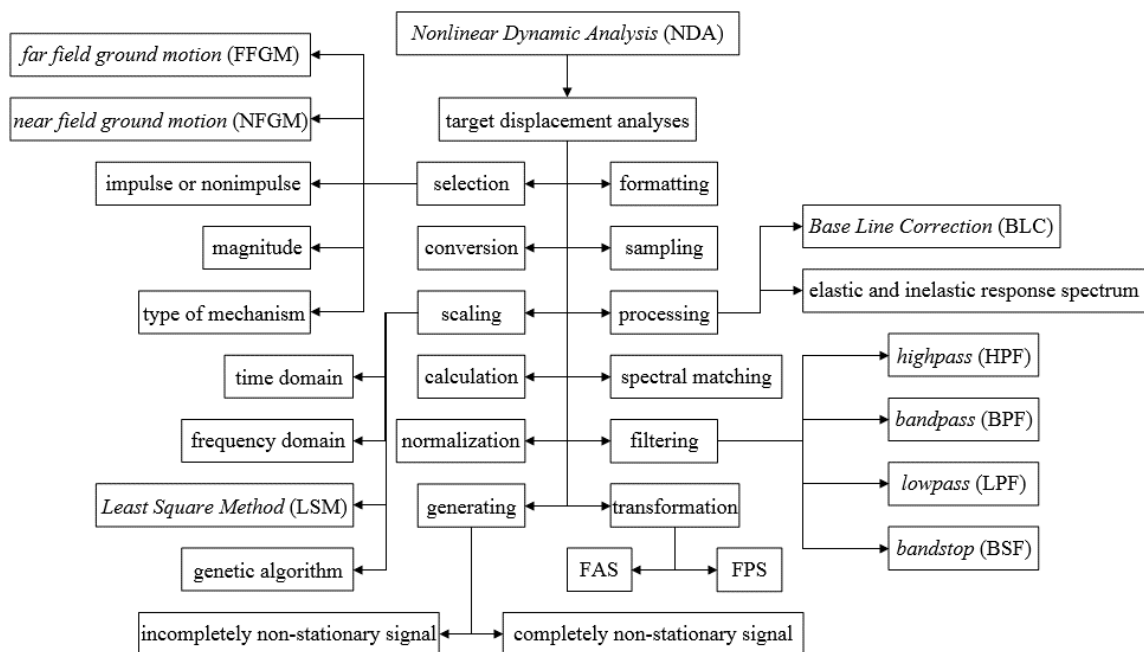 Nonlinear Dynamic Analysis (NDA)
far field ground motion (FFGM)
near field ground motion (NFGM)
target displacement analyses
impulse or nonimpulse
selection
formatting
magnitude
conversion
sampling
Base Line Correction (BLC)
type of mechanism
scaling
processing
elastic and inelastic response spectrum
time domain
calculation
spectral matching
highpass (HPF)
frequency domain
normalization
filtering
bandpass (BPF)
Least Square Method (LSM)
generating
transformation
lowpass (LPF)
genetic algorithm
FAS
FPS
bandstop (BSF)
incompletely non-stationary signal
completely non-stationary signal